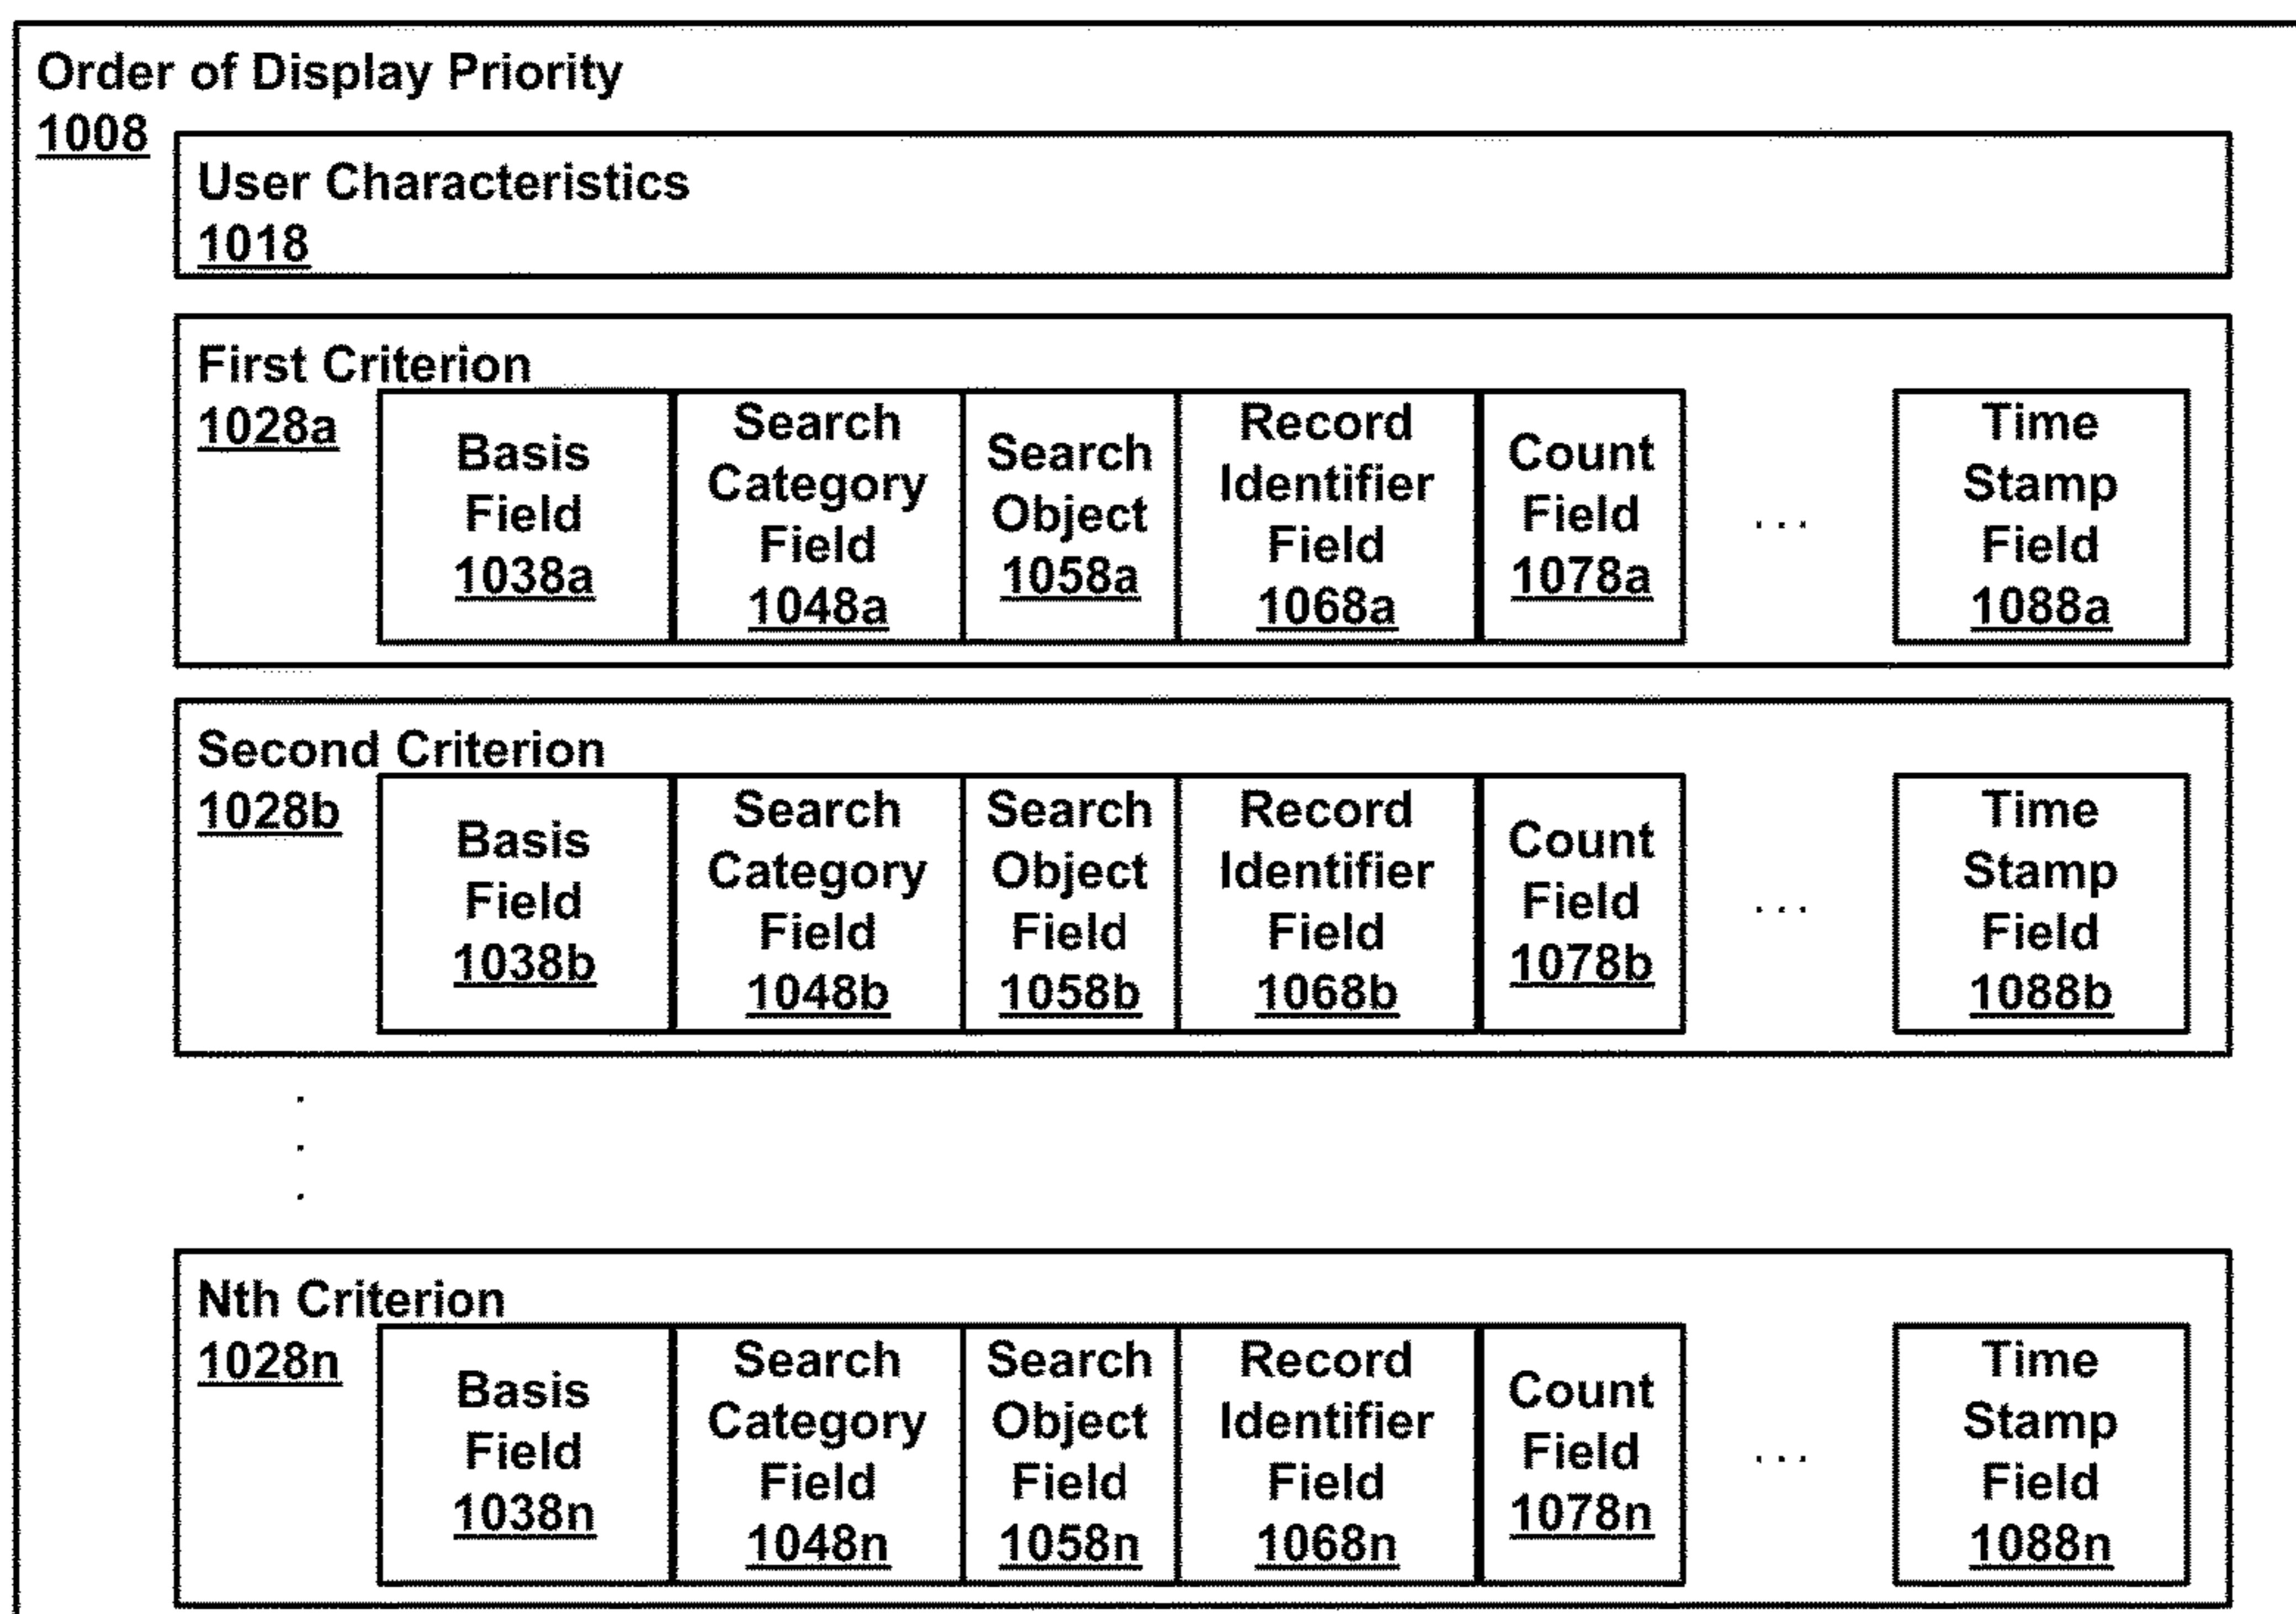 Order of Display Priority
1008
User Characteristics
1018
First Criterion
1028a
Basis
Field
1038a
Search
Category
Field
1048a
Search
Object
1058a
Record
Identifier
Field
1068a
Count
Field
1078a
...
Time
Stamp
Field
1088a
Second Criterion
1028b
Basis
Field
1038b
Search
Category
Field
1048b
Search
Object
Field
1058b
Record
Identifier
Field
1068b
Count
Field
1078b
...
Time
Stamp
Field
1088b
.
.
.
Nth Criterion
1028n
Basis
Field
1038n
Search
Category
Field
1048n
Search
Object
Field
1058n
Record
Identifier
Field
1068n
Count
Field
1078n
...
Time
Stamp
Field
1088n